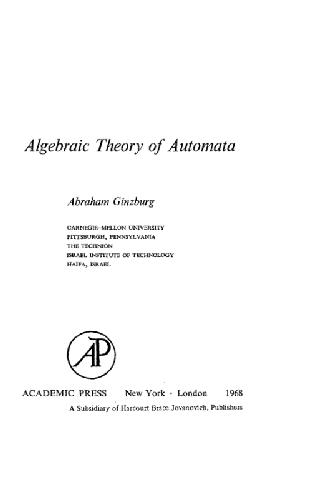 Algebraic Theory of Automata
Abraham Ginzburg
CARNEGIE-MELLON UNIVERSITY
PITTSBURGH, PENNSYLVANIA
THE TECHNION
ISRAEL INSTITUTE OF TECHNOLOGY
HAIFA, ISRAEL
AP
ACADEMIC PRESS New York · London 1968
A Subsidiary of Harcourt Brace Jovanovich, Publishers